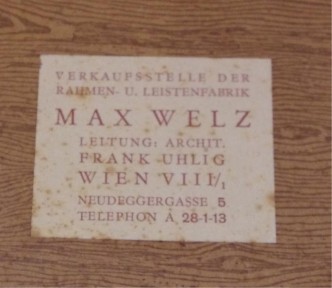 VERKAUFSSTELLE DER
RAHMEN- U. LEISTENFABRIK
MAX WELZ
LEITUNG: ARCHIT.
FRANK UHLIG
WIEN VIII/1
NEUDEGGERGASSE 5
TELEPHON A 28-1-13